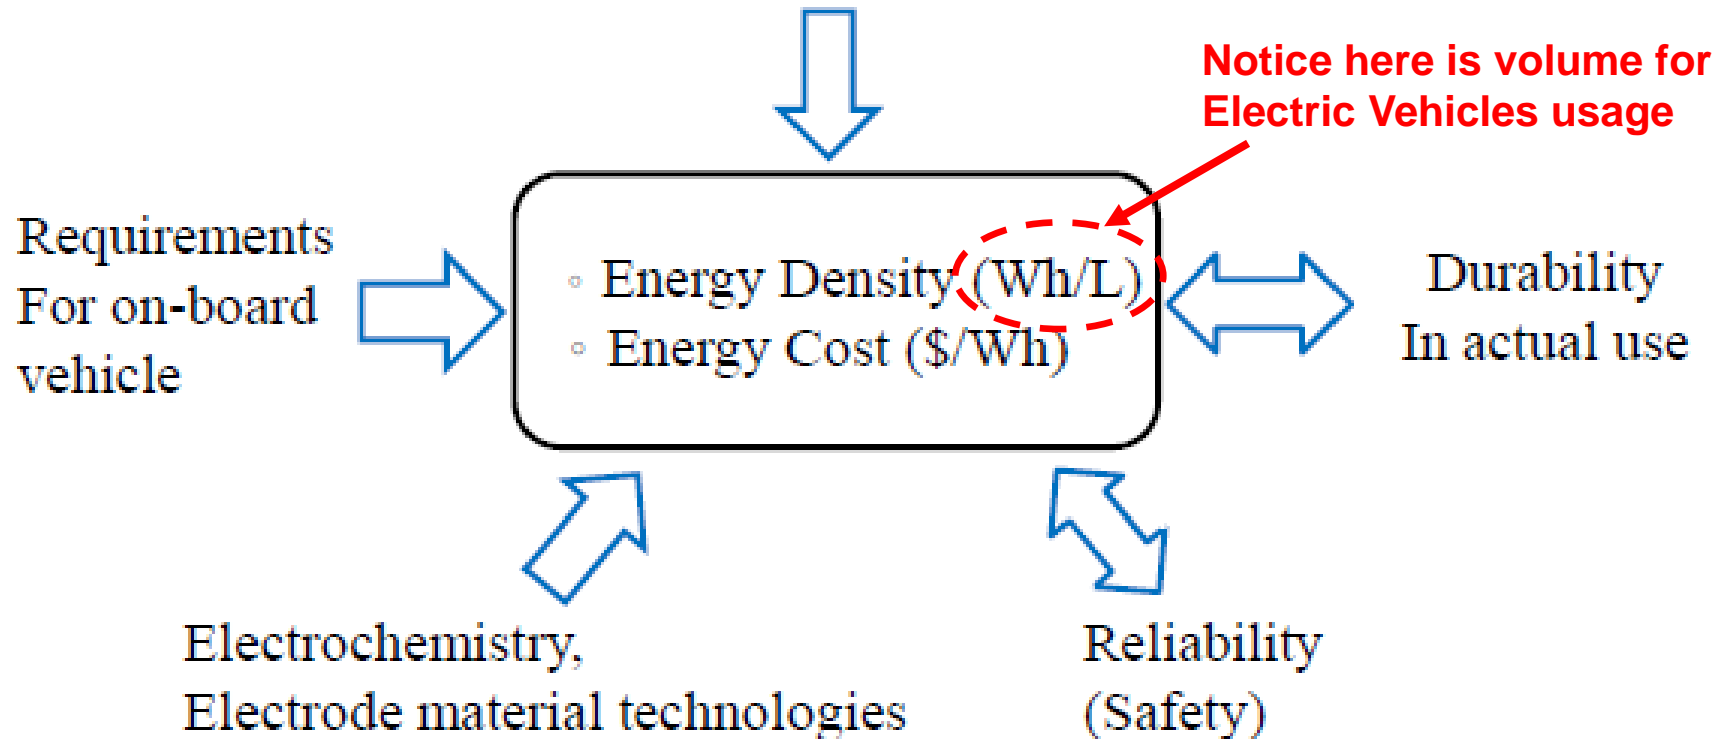 Notice here is volume for
Electric Vehicles usage
Requirements
For on-board
vehicle
◦ Energy Density (Wh/L)
◦ Energy Cost ($/Wh)
Durability
In actual use
Electrochemistry,
Electrode material technologies
Reliability
(Safety)